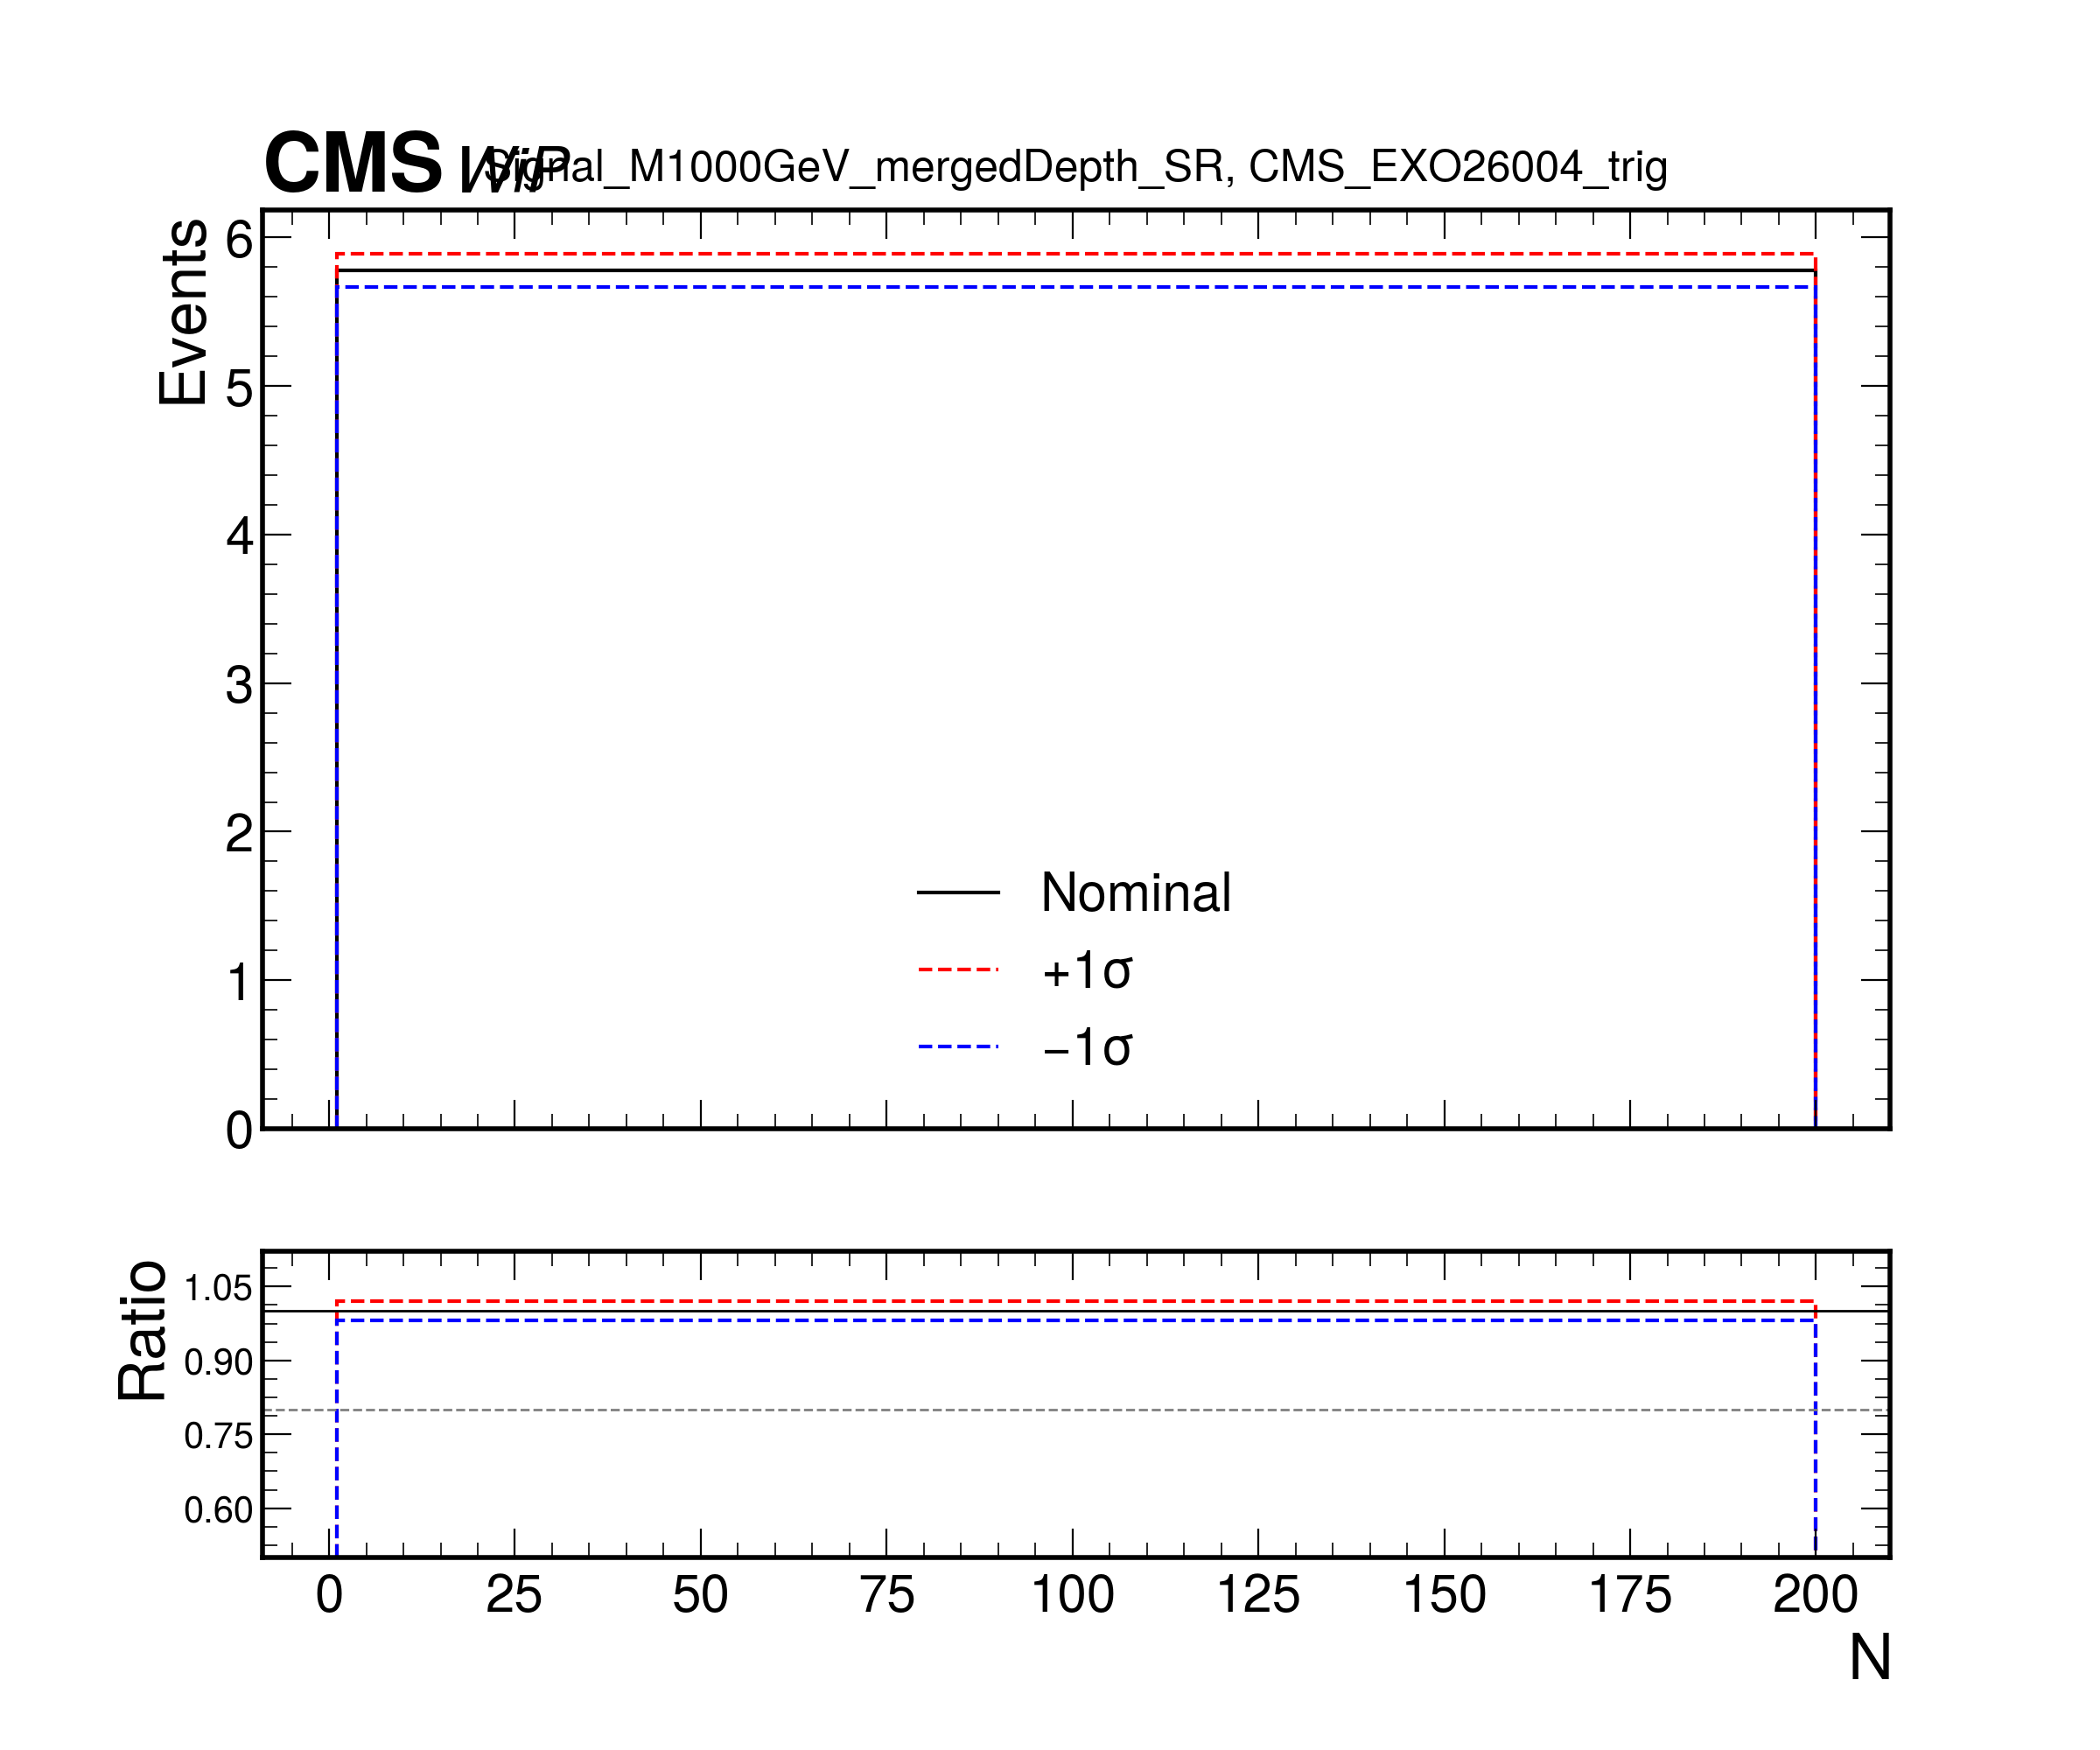 CMS WiP Signal_M1000GeV_mergedDepth_SR, CMS_EXO26004_trig
Events
6
5
4
3
2
1
0
Nominal
+1σ
−1σ
Ratio
1.05
0.90
0.75
0.60
0 25 50 75 100 125 150 175 200
N